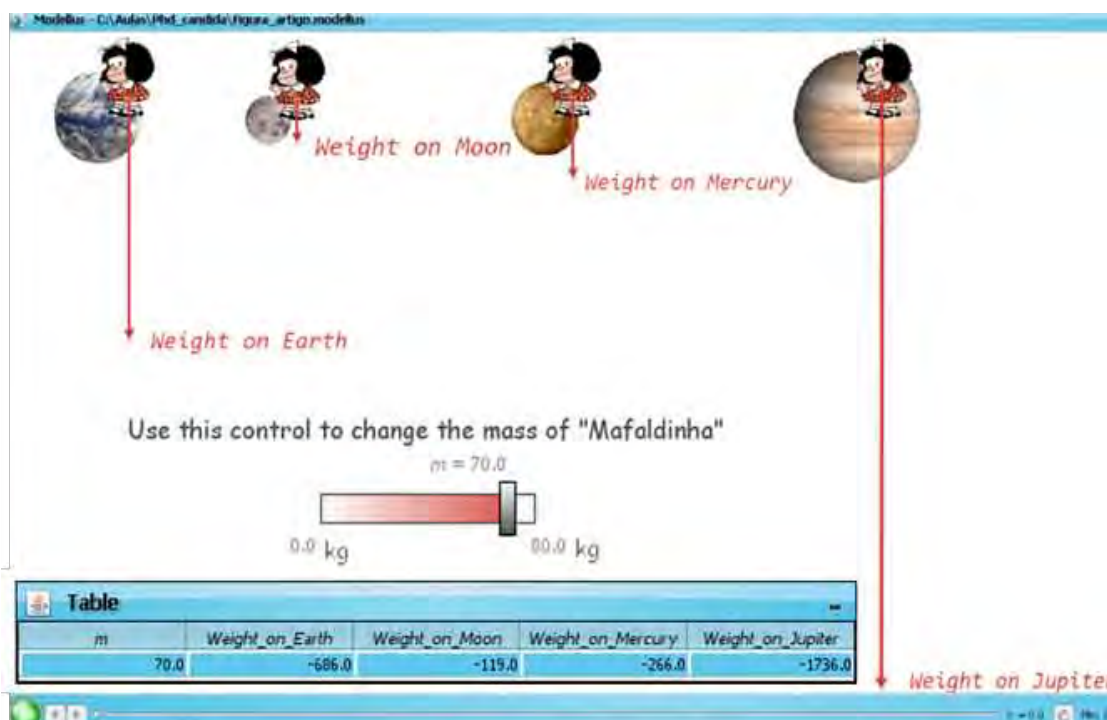 Modellus - C:\Aulas\Phd_candida\figura_artigo.modellus
Weight on Moon
Weight on Mercury
Weight on Earth
Use this control to change the mass of "Mafaldinha"
m = 70.0
0.0 kg
80.0 kg
Table
m Weight_on_Earth Weight_on_Moon Weight_on_Mercury Weight_on_Jupiter
70.0 -686.0 -119.0 -266.0 -1736.0
Weight on Jupiter